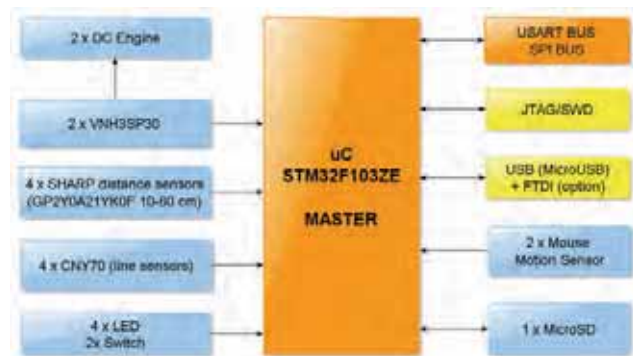 2 x DC Engine
2 x VNH3SP30
4 x SHARP distance sensors
(GP2Y0A21YK0F 10-80 cm)
4 x CNY70 (line sensors)
4 x LED
2x Switch
uC
STM32F103ZE
MASTER
USART BUS
SPI BUS
JTAG/SWD
USB (MicroUSB)
+ FTDI (option)
2 x Mouse
Motion Sensor
1 x MicroSD